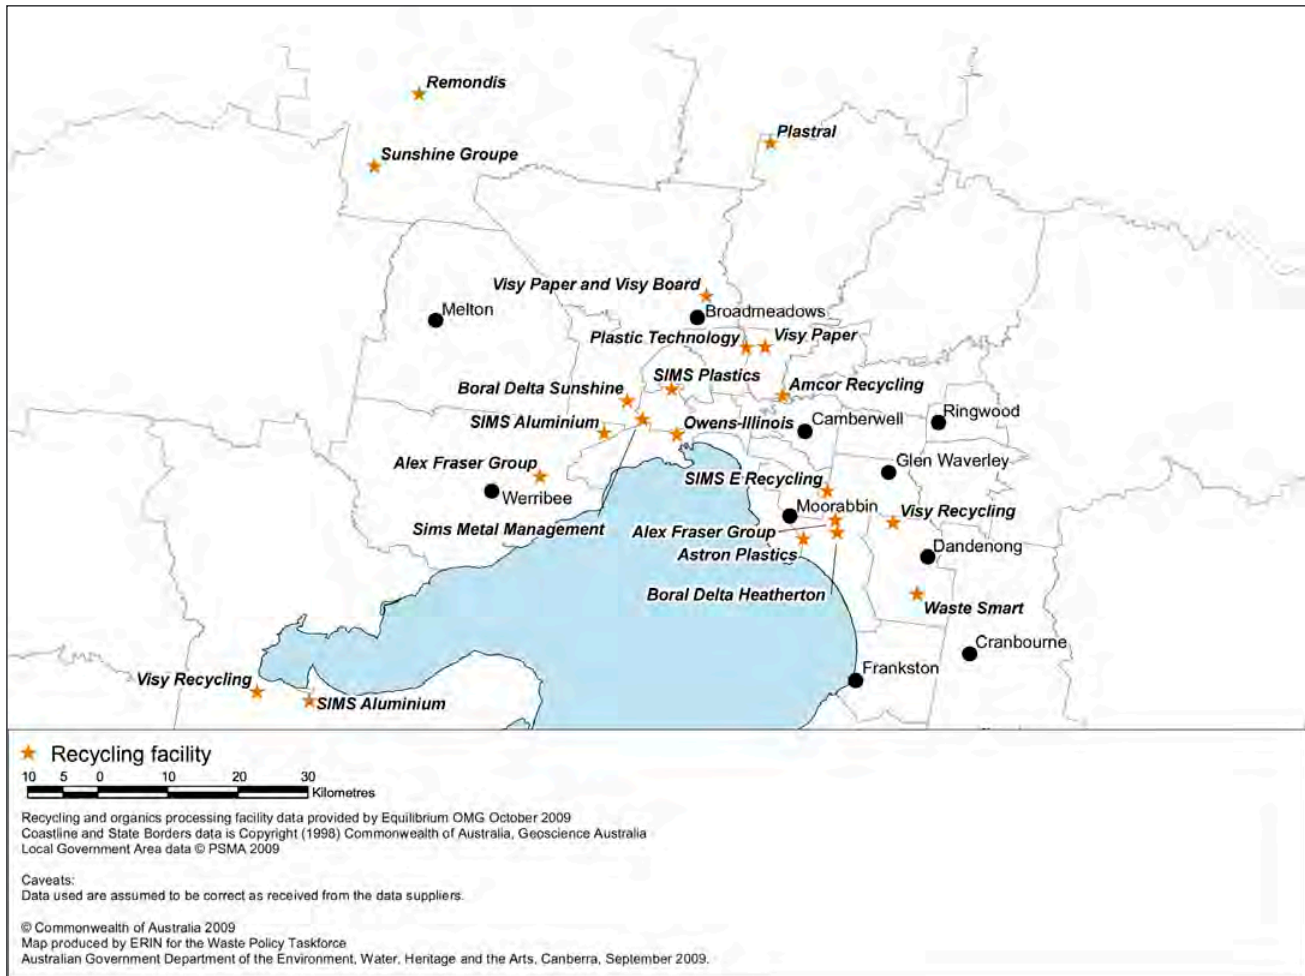 Remondis
Plastral
Sunshine Groupe
Visy Paper and Visy Board
Melton
Broadmeadows
Plastic Technology
Visy Paper
SIMS Plastics
Boral Delta Sunshine
Amcor Recycling
Ringwood
SIMS Aluminium
Owens-Illinois
Camberwell
Alex Fraser Group
Glen Waverley
SIMS E Recycling
Werribee
Moorabbin
Visy Recycling
Sims Metal Management
Alex Fraser Group
Astron Plastics
Dandenong
Boral Delta Heatherton
Waste Smart
Cranbourne
Frankston
Visy Recycling
SIMS Aluminium
Recycling facility
10 5 0 10 20 30
Kilometres
Recycling and organics processing facility data provided by Equilibrium OMG October 2009
Coastline and State Borders data is Copyright (1998) Commonwealth of Australia, Geoscience Australia
Local Government Area data © PSMA 2009
Caveats:
Data used are assumed to be correct as received from the data suppliers.
© Commonwealth of Australia 2009
Map produced by ERIN for the Waste Policy Taskforce
Australian Government Department of the Environment, Water, Heritage and the Arts, Canberra, September 2009.